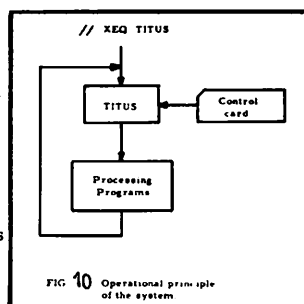 // XEQ TITUS
TITUS
Control
card
Processing
Programs
FIG 10 Operational principle
of the system
s